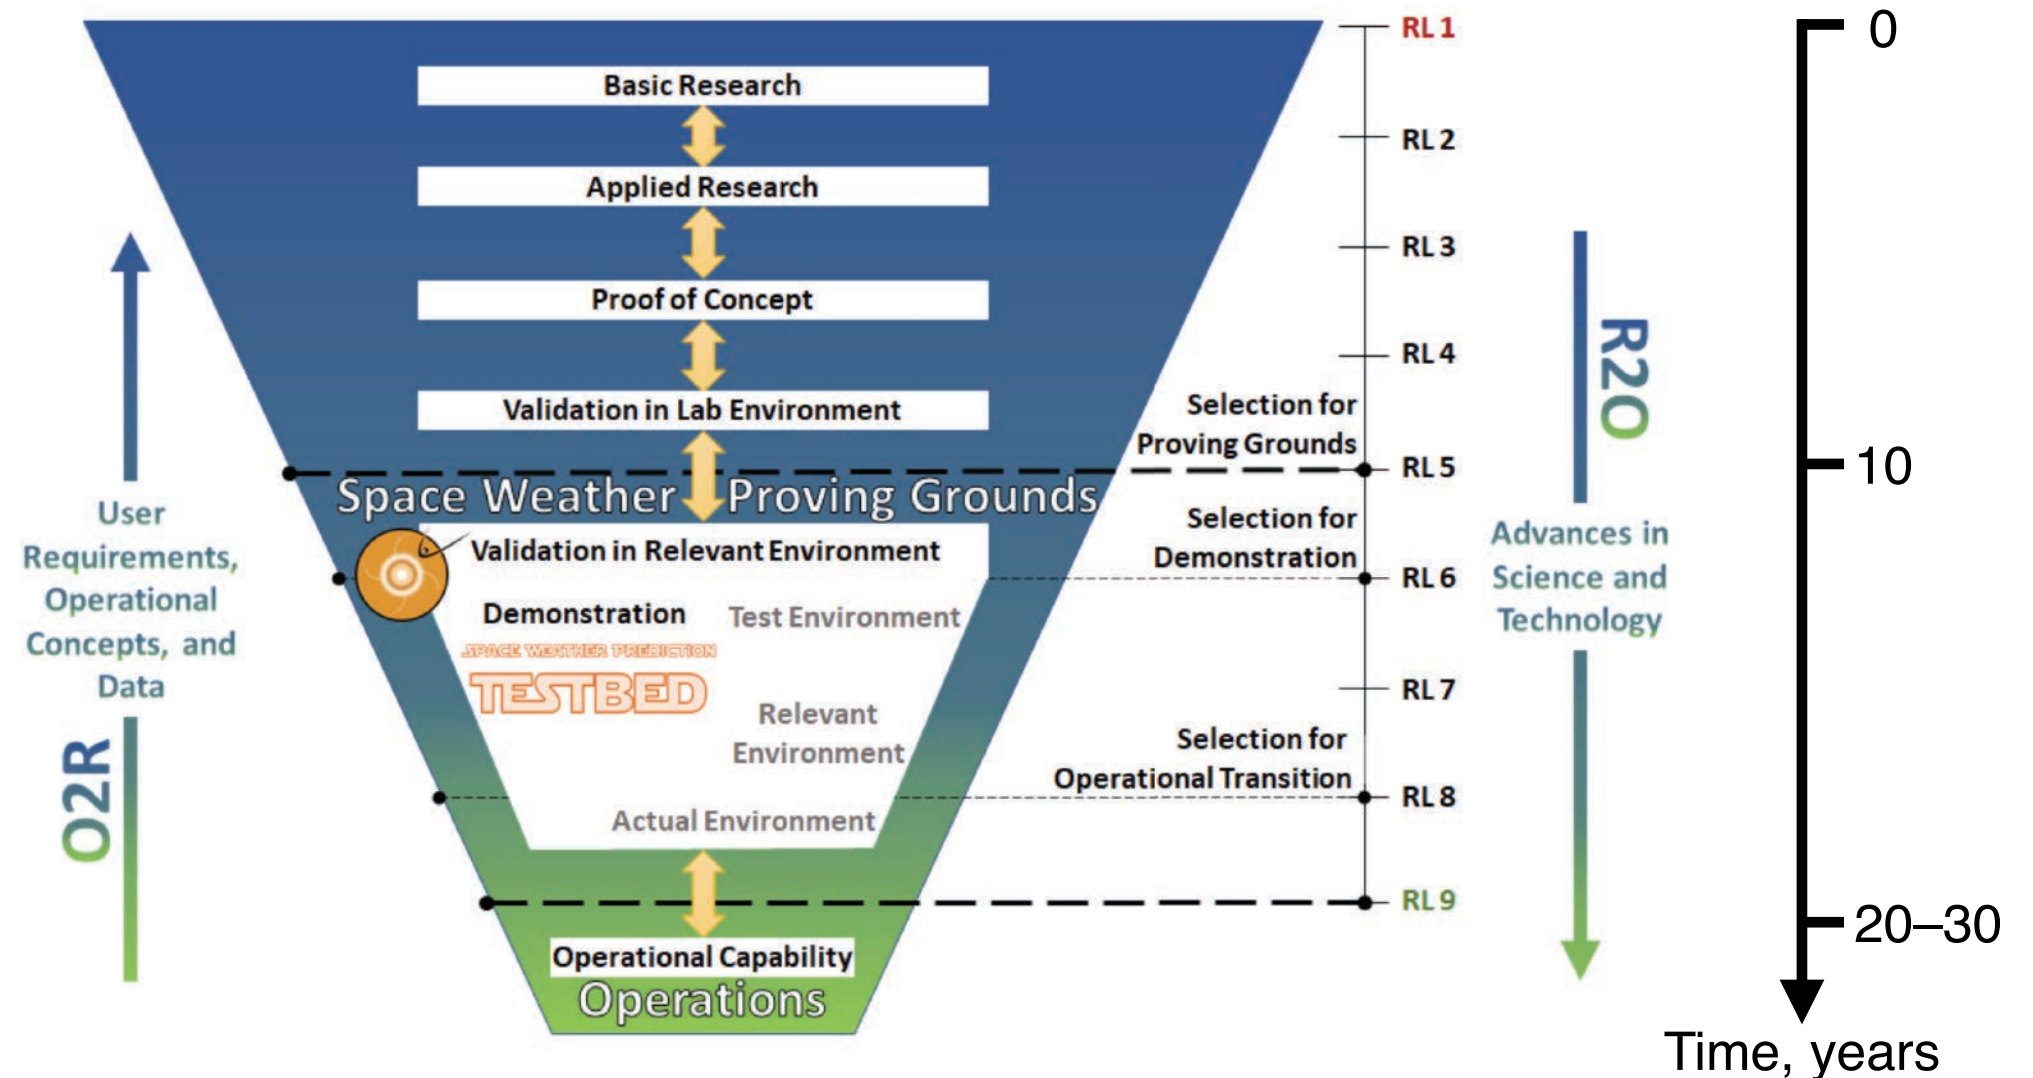 Basic Research
Applied Research
Proof of Concept
Validation in Lab Environment
Space Weather Proving Grounds
Validation in Relevant Environment
Demonstration
Test Environment
SPACE WEATHER PREDICTION
TESTBED
Relevant
Environment
Actual Environment
Operational Capability
Operations
User
Requirements,
Operational
Concepts, and
Data
O2R
Selection for
Proving Grounds
Selection for
Demonstration
Selection for
Operational Transition
RL 1
RL 2
RL 3
RL 4
RL 5
RL 6
RL 7
RL 8
RL 9
R2O
Advances in
Science and
Technology
0
10
20–30
Time, years